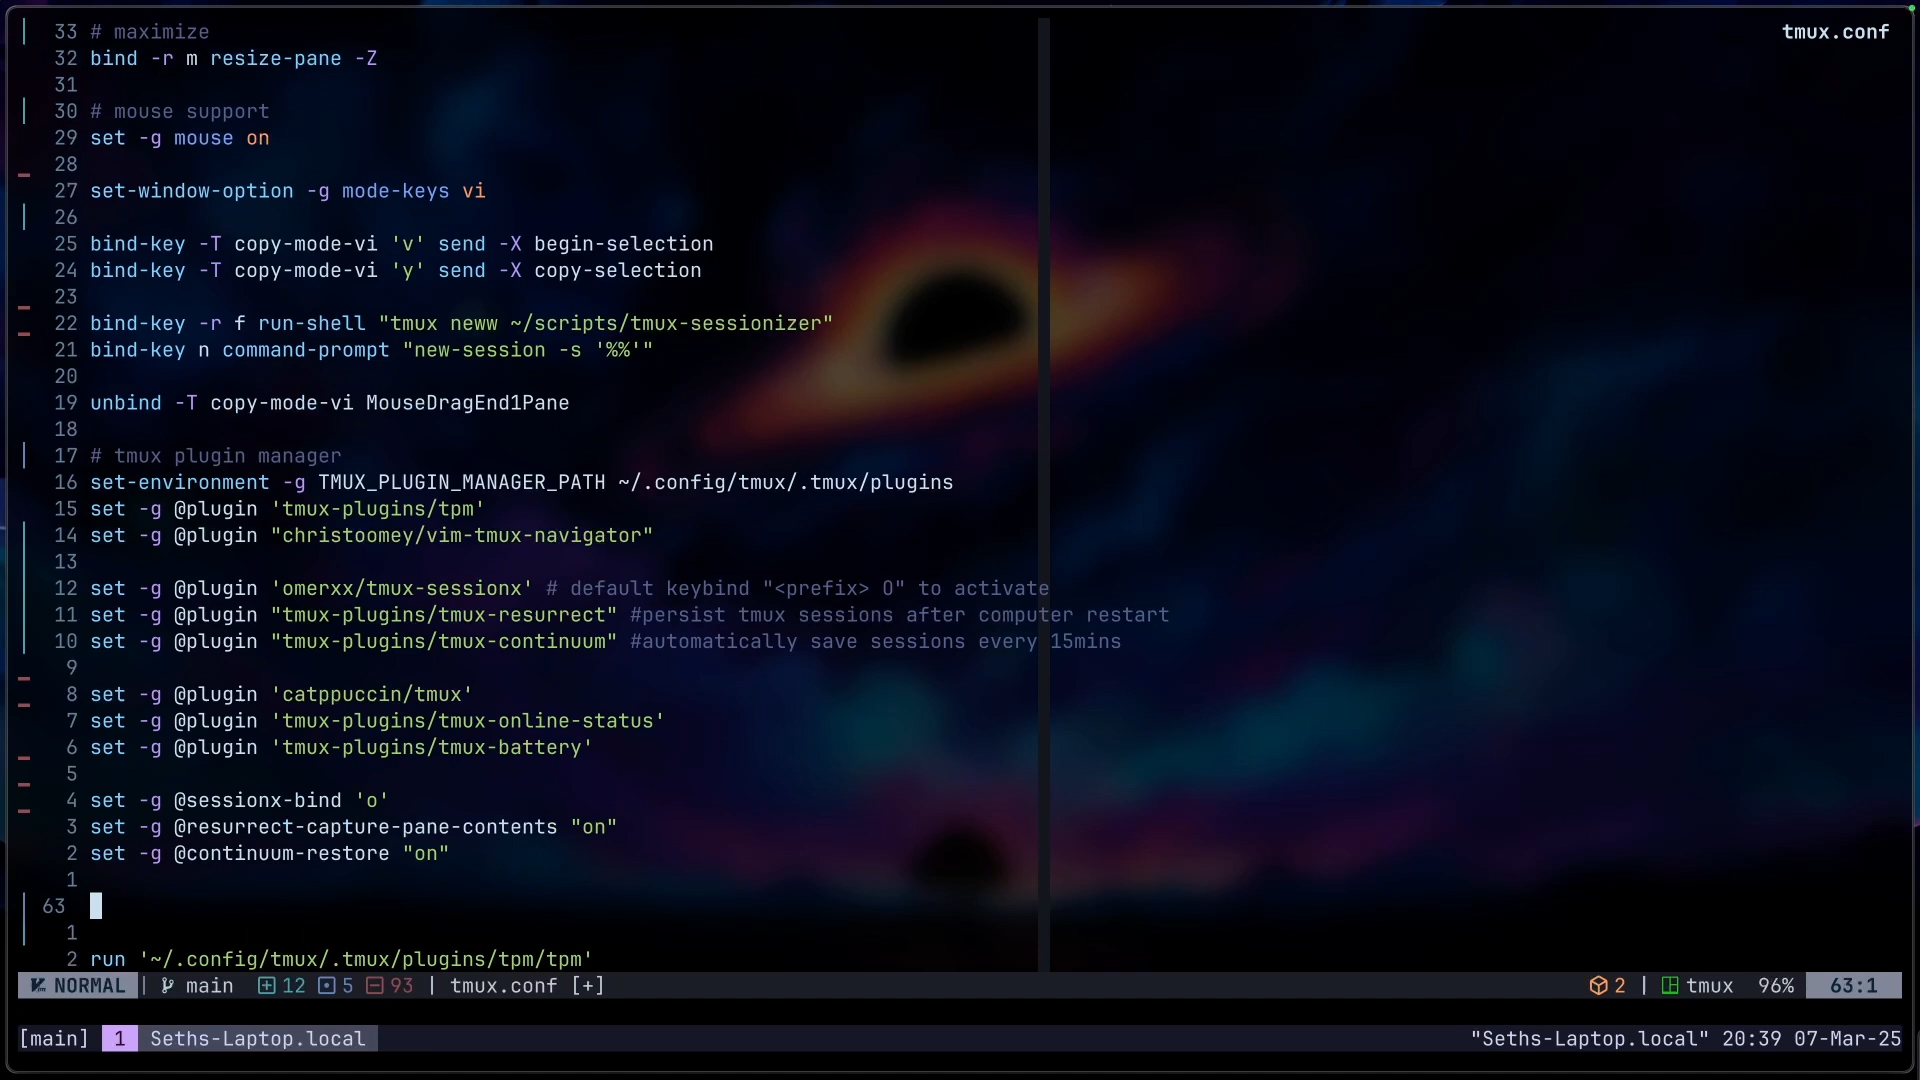 tmux.conf
33 # maximize
32 bind -r m resize-pane -Z
31
30 # mouse support
29 set -g mouse on
28
27 set-window-option -g mode-keys vi
26
25 bind-key -T copy-mode-vi 'v' send -X begin-selection
24 bind-key -T copy-mode-vi 'y' send -X copy-selection
23
22 bind-key -r f run-shell "tmux neww ~/scripts/tmux-sessionizer"
21 bind-key n command-prompt "new-session -s '%%'"
20
19 unbind -T copy-mode-vi MouseDragEnd1Pane
18
17 # tmux plugin manager
16 set-environment -g TMUX_PLUGIN_MANAGER_PATH ~/.config/tmux/.tmux/plugins
15 set -g @plugin 'tmux-plugins/tpm'
14 set -g @plugin "christoomey/vim-tmux-navigator"
13
12 set -g @plugin 'omerxx/tmux-sessionx' # default keybind "<prefix> O" to activate
11 set -g @plugin "tmux-plugins/tmux-resurrect" #persist tmux sessions after computer restart
10 set -g @plugin "tmux-plugins/tmux-continuum" #automatically save sessions every 15mins
9
8 set -g @plugin 'catppuccin/tmux'
7 set -g @plugin 'tmux-plugins/tmux-online-status'
6 set -g @plugin 'tmux-plugins/tmux-battery'
5
4 set -g @sessionx-bind 'o'
3 set -g @resurrect-capture-pane-contents "on"
2 set -g @continuum-restore "on"
1
63
1
2 run '~/.config/tmux/.tmux/plugins/tpm/tpm'
NORMAL | main 12 5 93 | tmux.conf [+] 2 | tmux 96% 63:1
[main] 1 Seths-Laptop.local "Seths-Laptop.local" 20:39 07-Mar-25